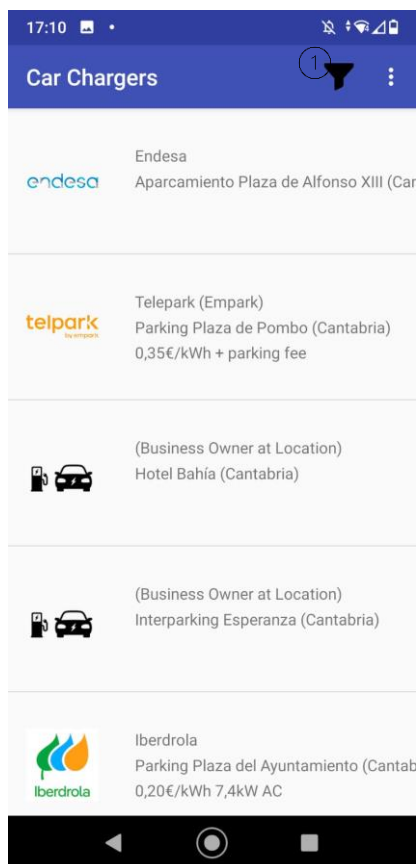 17:10
Car Chargers
1
endesa
Endesa
Aparcamiento Plaza de Alfonso XIII (Car
telpark
by empark
Telepark (Empark)
Parking Plaza de Pombo (Cantabria)
0,35€/kWh + parking fee
(Business Owner at Location)
Hotel Bahía (Cantabria)
(Business Owner at Location)
Interparking Esperanza (Cantabria)
Iberdrola
Iberdrola
Parking Plaza del Ayuntamiento (Cantab
0,20€/kWh 7,4kW AC